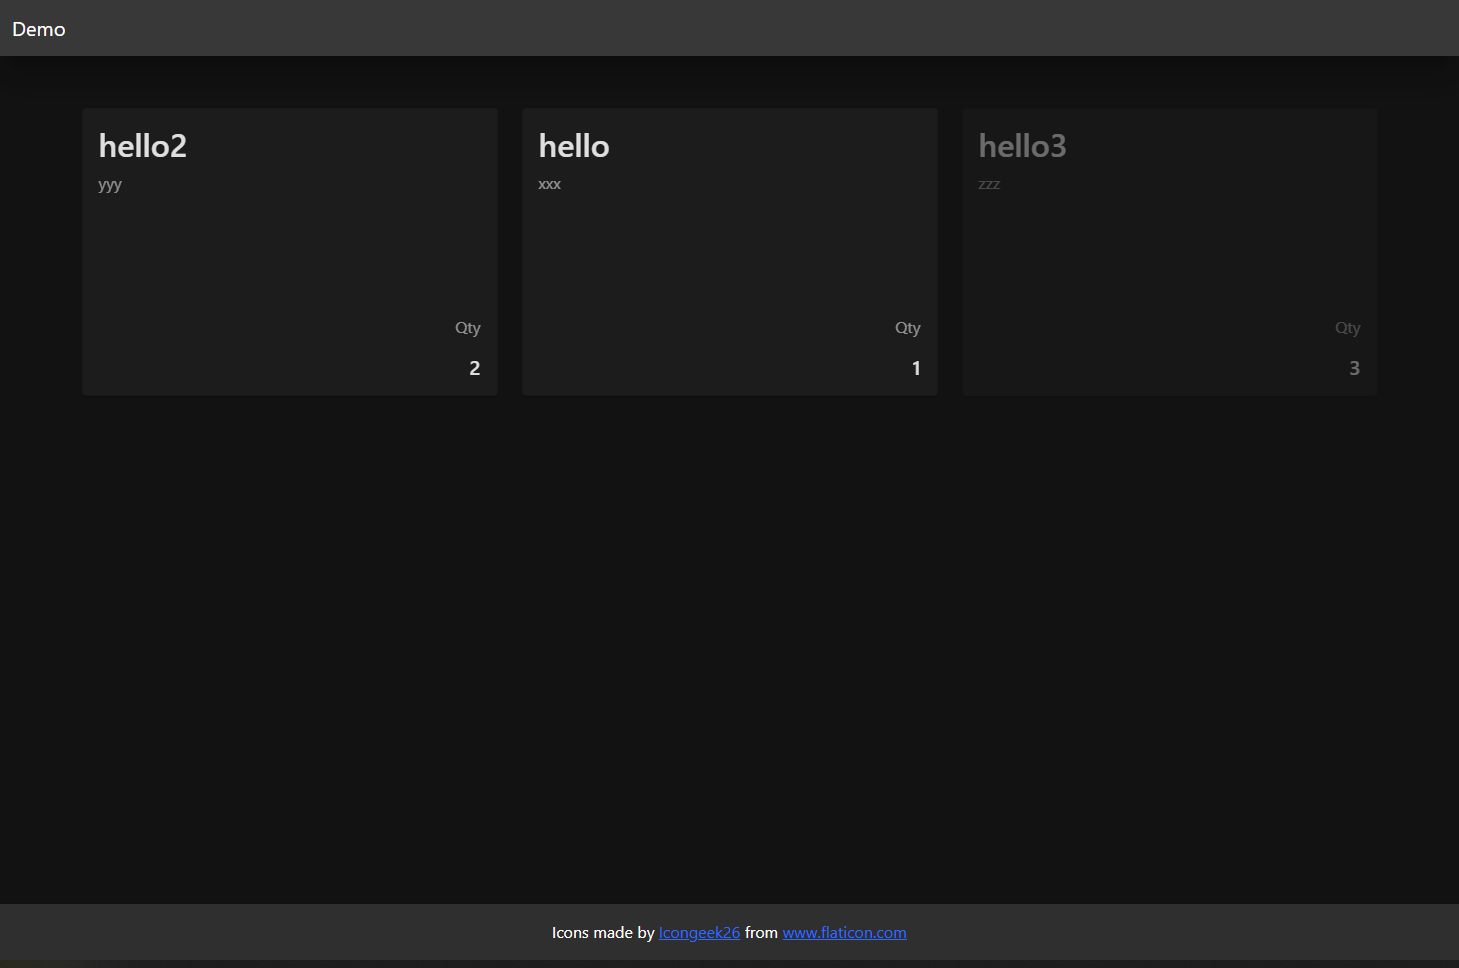 Demo
hello2
yyy
Qty
2
hello
xxx
Qty
1
hello3
zzz
Qty
3
Icons made by Icongeek26 from www.flaticon.com